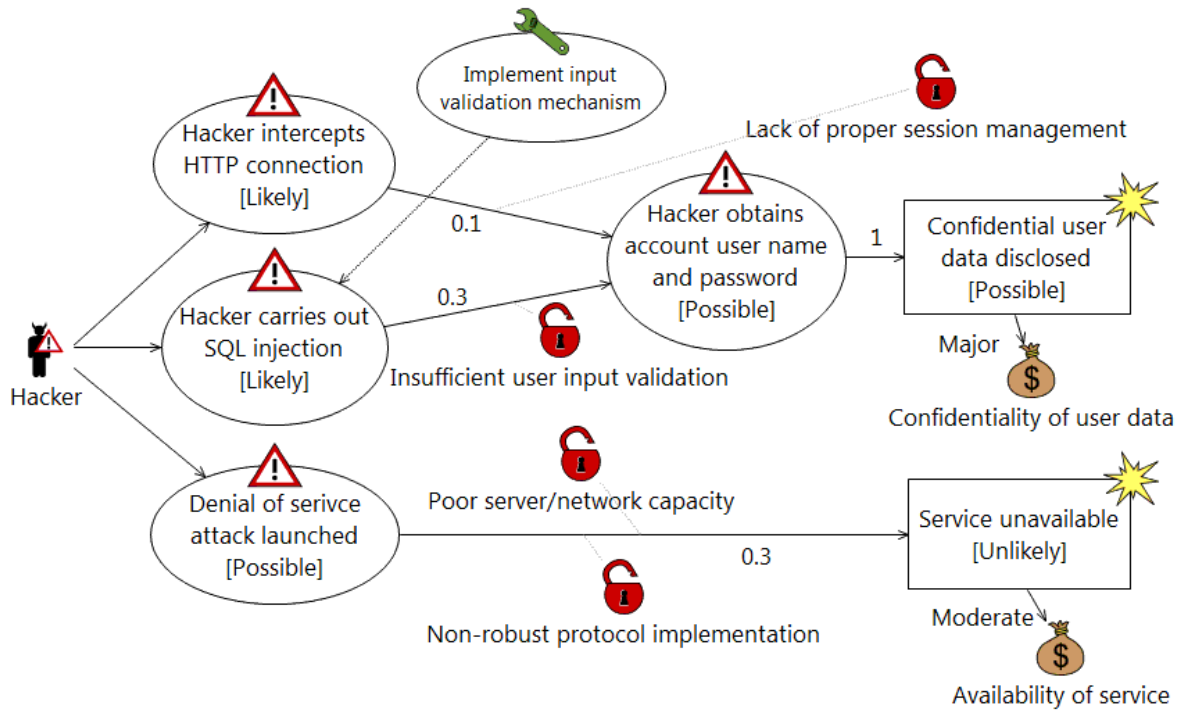 Implement input
validation mechanism
Lack of proper session management
Hacker intercepts
HTTP connection
[Likely]
0.1
Hacker obtains
account user name
and password
[Possible]
1
Confidential user
data disclosed
[Possible]
Hacker carries out
SQL injection
[Likely]
0.3
Insufficient user input validation
Major
$
Confidentiality of user data
Hacker
Denial of serivce
attack launched
[Possible]
Poor server/network capacity
0.3
Non-robust protocol implementation
Service unavailable
[Unlikely]
Moderate
$
Availability of service